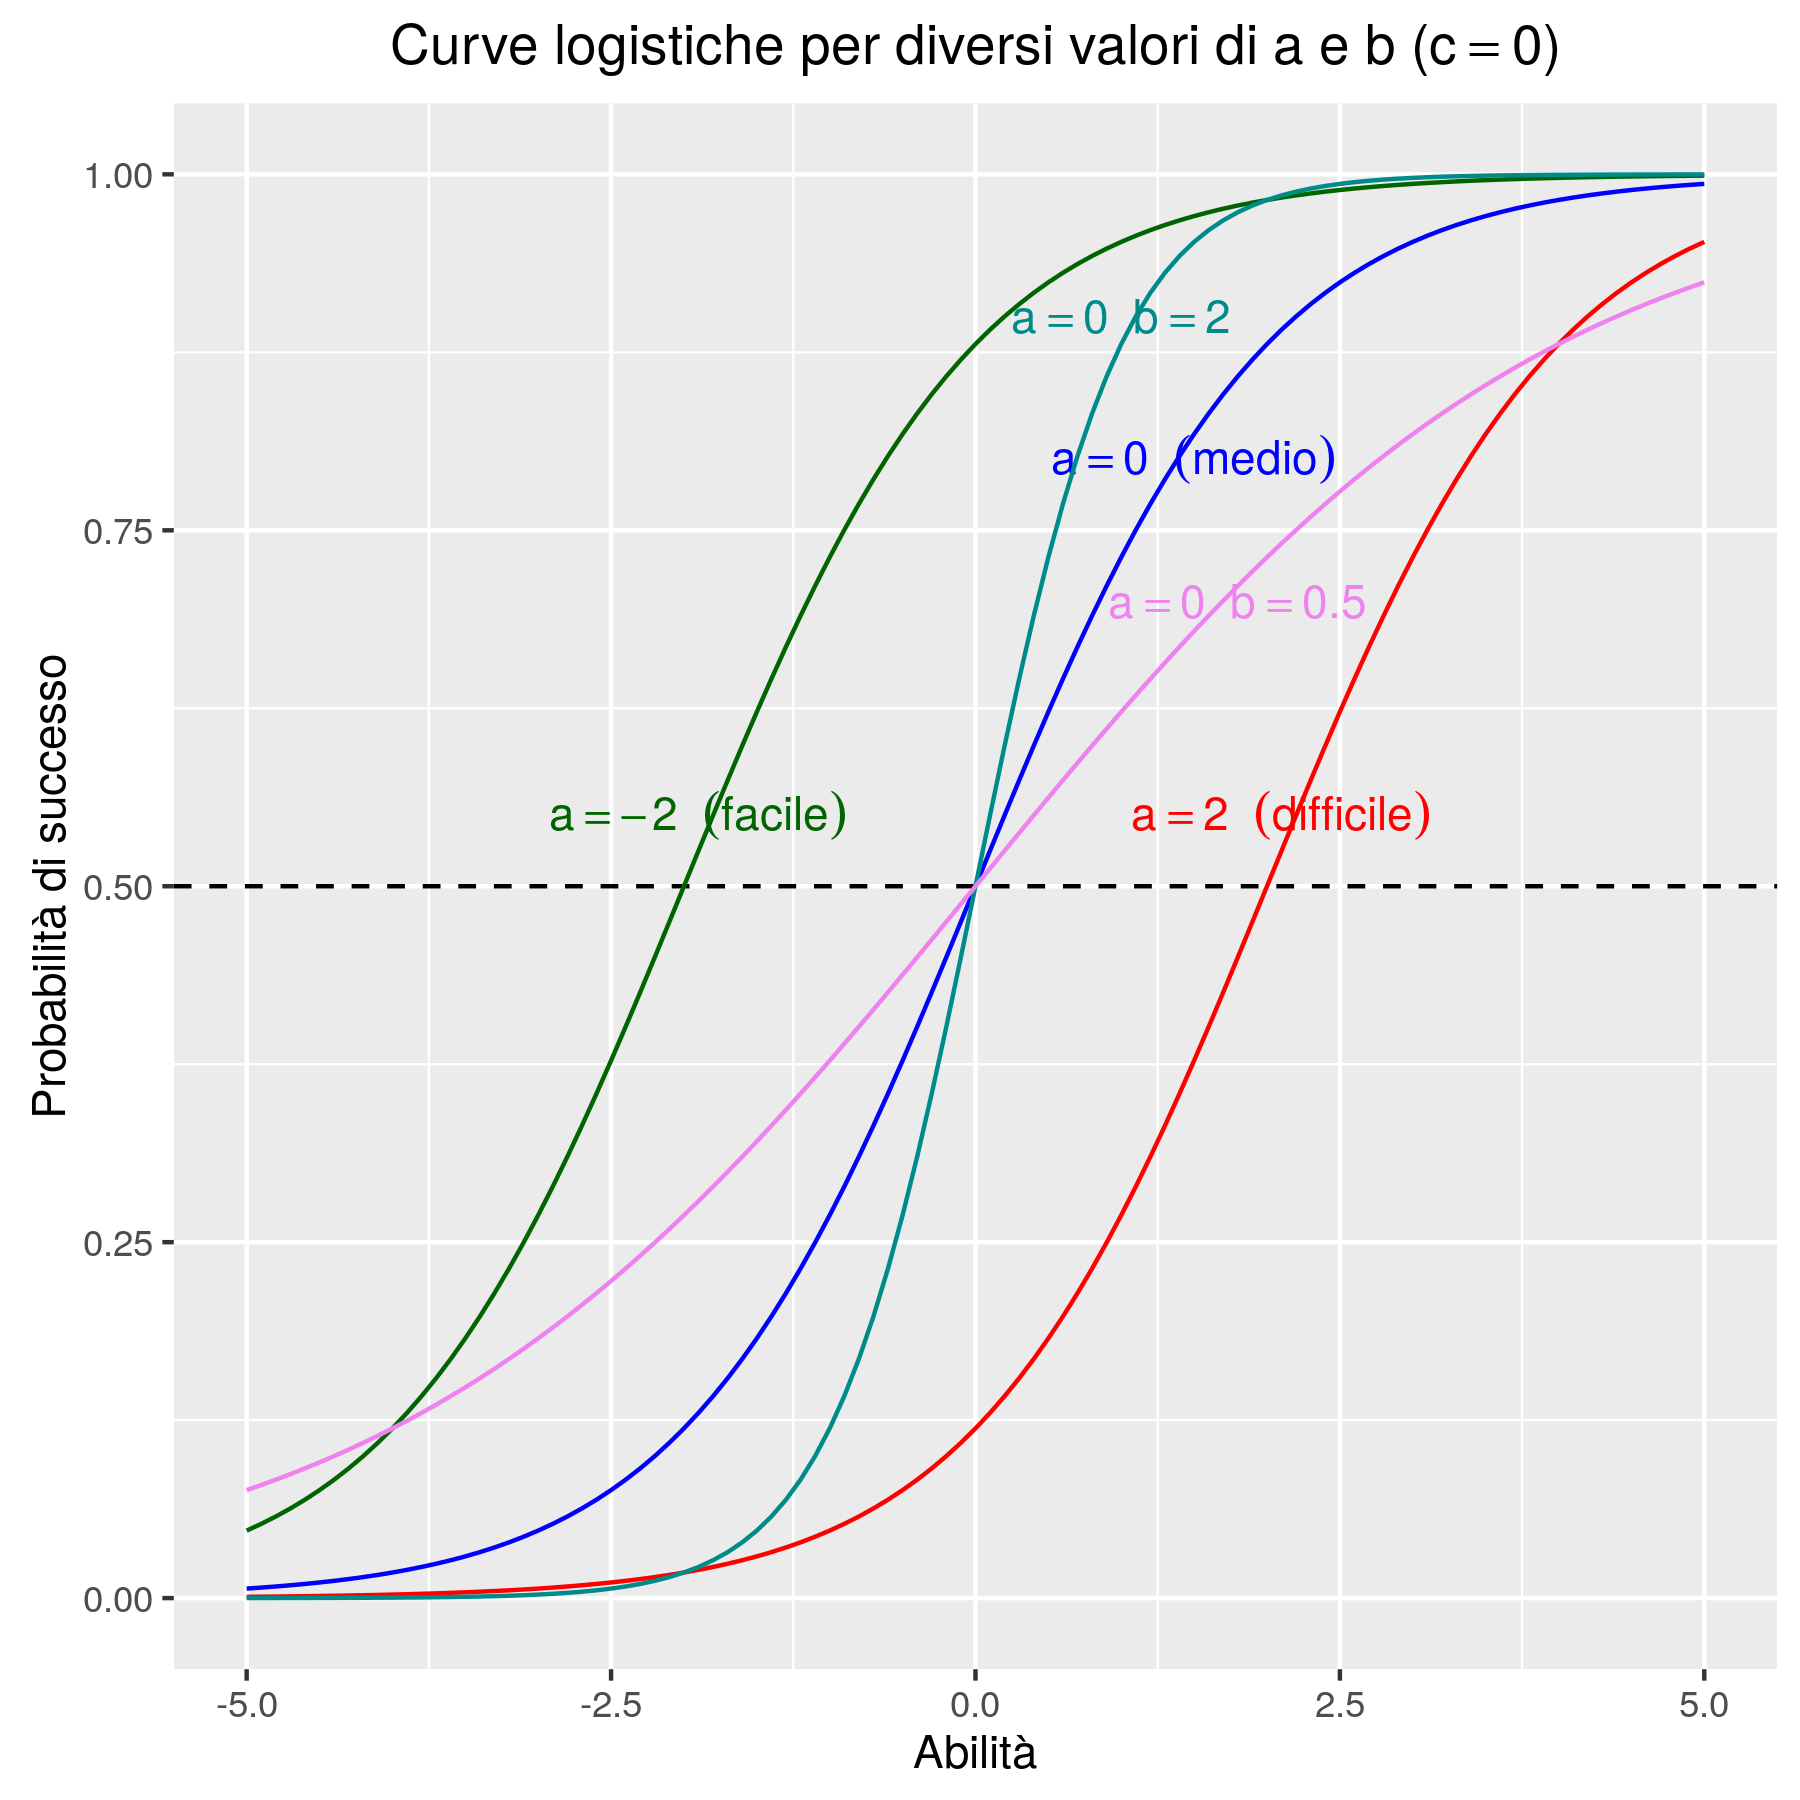 Curve logistiche per diversi valori di a e b (c = 0)
Probabilità di successo
1.00
0.75
0.50
0.25
0.00
a = 0 b = 2
a = 0 (medio)
a = 0 b = 0.5
a = −2 (facile)
a = 2 (difficile)
-5.0
-2.5
0.0
2.5
5.0
Abilità